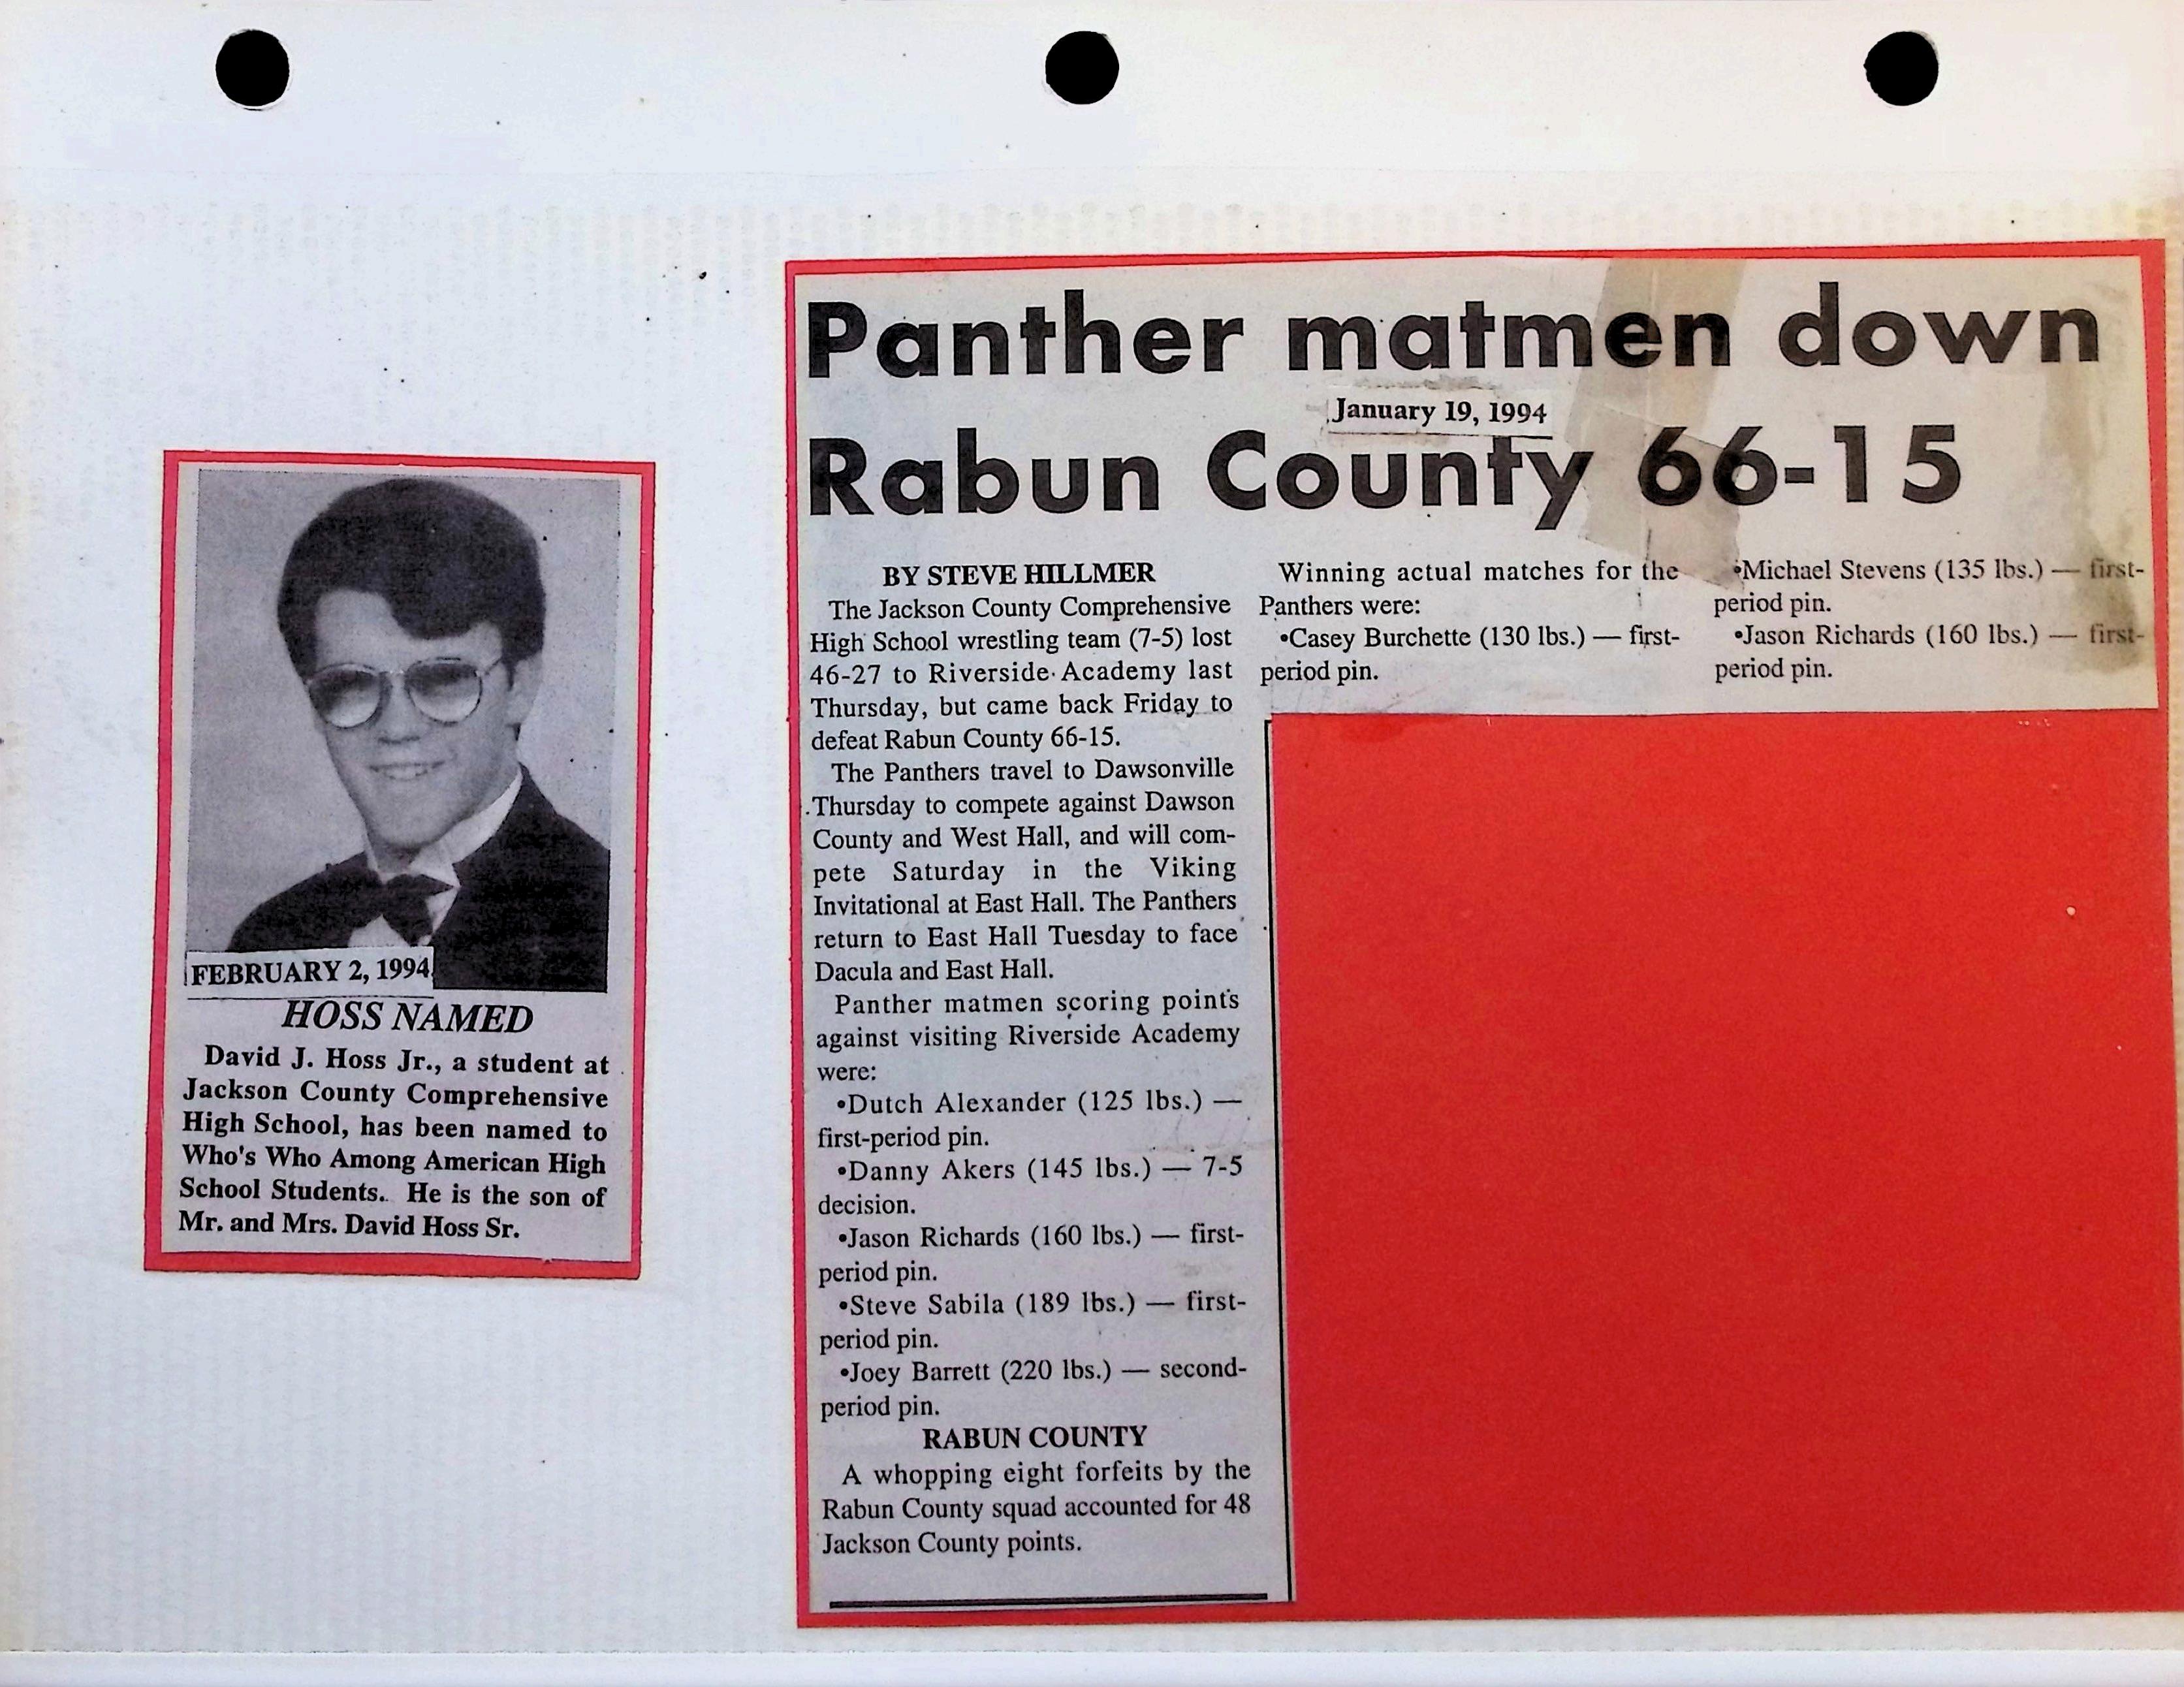 FEBRUARY 2, 1994
HOSS NAMED
David J. Hoss Jr., a student at
Jackson County Comprehensive
High School, has been named to
Who's Who Among American High
School Students. He is the son of
Mr. and Mrs. David Hoss Sr.
Panther matmen down
January 19, 1994
Rabun County 66-15
BY STEVE HILLMER
The Jackson County Comprehensive
High School wrestling team (7-5) lost
46-27 to Riverside Academy last
Thursday, but came back Friday to
defeat Rabun County 66-15.
The Panthers travel to Dawsonville
Thursday to compete against Dawson
County and West Hall, and will com-
pete Saturday in the Viking
Invitational at East Hall. The Panthers
return to East Hall Tuesday to face
Dacula and East Hall.
Panther matmen scoring points
against visiting Riverside Academy
were:
•Dutch Alexander (125 lbs.) —
first-period pin.
•Danny Akers (145 lbs.) — 7-5
decision.
•Jason Richards (160 lbs.) — first-
period pin.
•Steve Sabila (189 lbs.) — first-
period pin.
•Joey Barrett (220 lbs.) — second-
period pin.
RABUN COUNTY
A whopping eight forfeits by the
Rabun County squad accounted for 48
Jackson County points.
Winning actual matches for the
Panthers were:
•Casey Burchette (130 lbs.) — first-
period pin.
•Michael Stevens (135 lbs.) — first-
period pin.
•Jason Richards (160 lbs.) — first-
period pin.